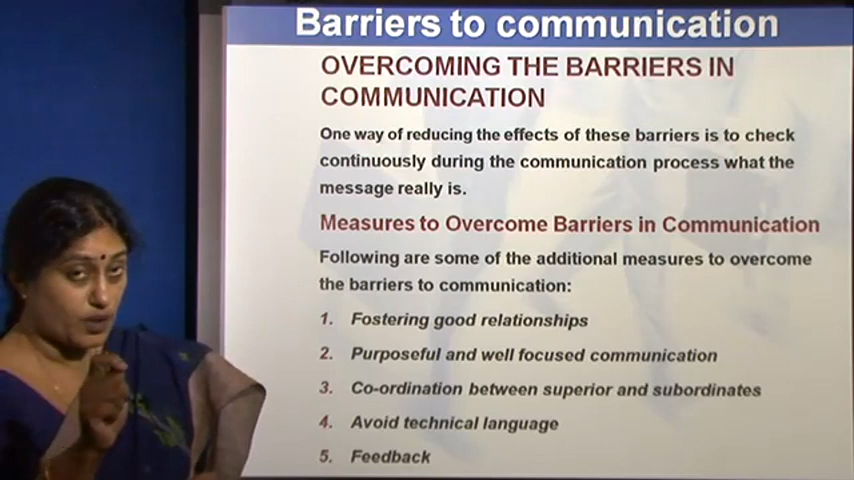 Barriers to communication
OVERCOMING THE BARRIERS IN
COMMUNICATION
One way of reducing the effects of these barriers is to check
continuously during the communication process what the
message really is.
Measures to Overcome Barriers in Communication
Following are some of the additional measures to overcome
the barriers to communication:
1. Fostering good relationships
2. Purposeful and well focused communication
3. Co-ordination between superior and subordinates
4. Avoid technical language
5. Feedback